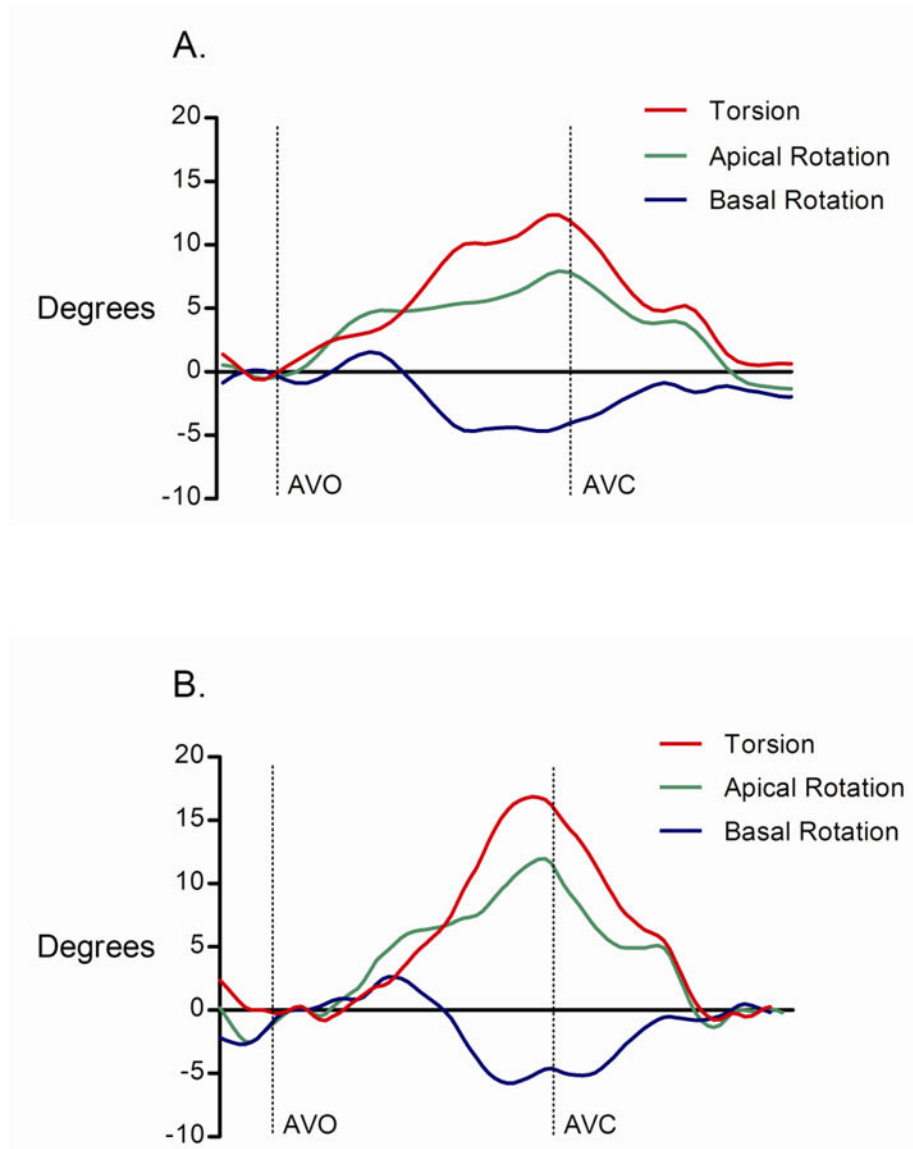 A.
20
15
10
5
0
-5
-10
Degrees
Torsion
Apical Rotation
Basal Rotation
AVO
AVC
B.
20
15
10
5
0
-5
-10
Degrees
Torsion
Apical Rotation
Basal Rotation
AVO
AVC